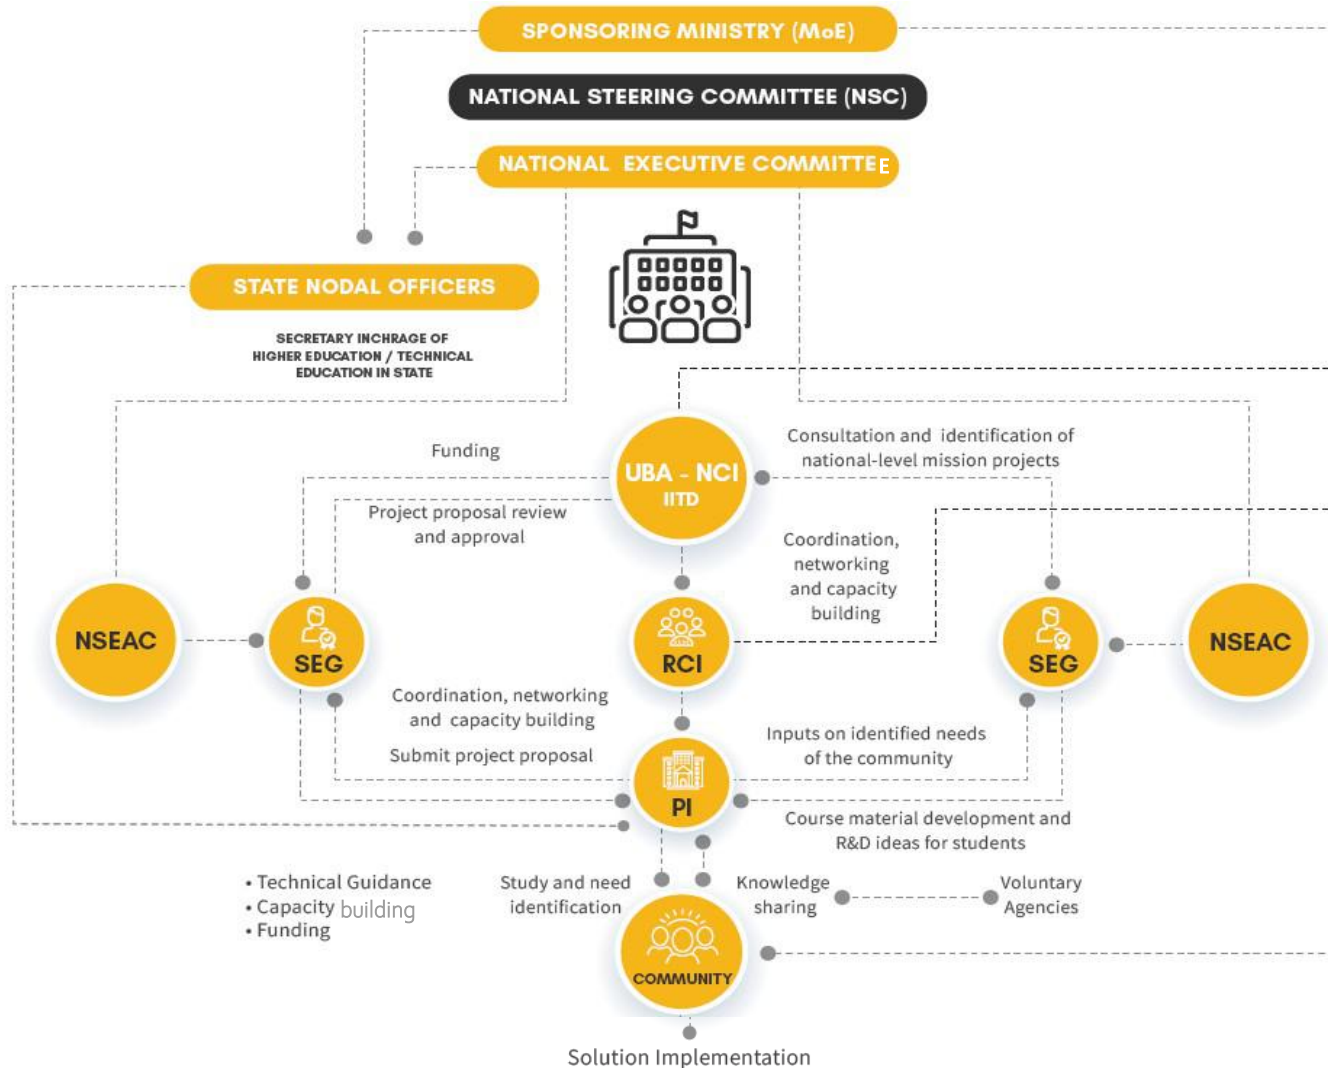 SPONSORING MINISTRY (MoE)
NATIONAL STEERING COMMITTEE (NSC)
NATIONAL EXECUTIVE COMMITTEE
STATE NODAL OFFICERS
SECRETARY INCHRAGE OF
HIGHER EDUCATION / TECHNICAL
EDUCATION IN STATE
Funding
UBA - NCI
IITD
Consultation and identification of
national-level mission projects
Project proposal review
and approval
Coordination,
networking
and capacity
building
NSEAC
SEG
RCI
SEG
NSEAC
Coordination, networking
and capacity building
Submit project proposal
Inputs on identified needs
of the community
PI
Course material development and
R&D ideas for students
• Technical Guidance
• Capacity building
• Funding
Study and need
identification
Knowledge
sharing
Voluntary
Agencies
COMMUNITY
Solution Implementation